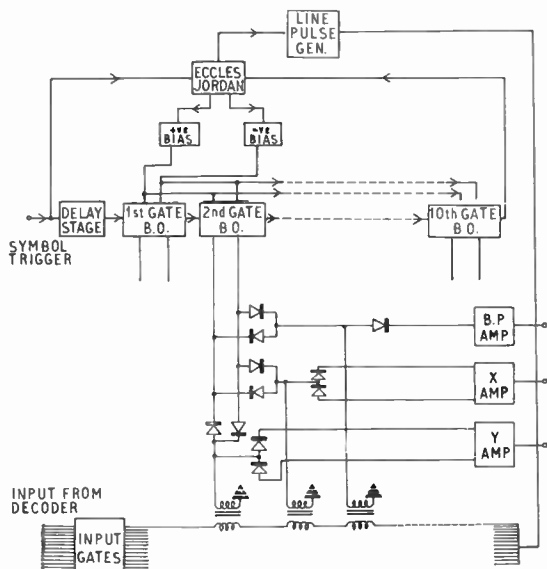 LINE
PULSE
GEN.
ECCLES
JORDAN
+VE
BIAS
-VE
BIAS
DELAY
STAGE
1st GATE
B.O.
2nd GATE
B.O.
10th GATE
B.O.
SYMBOL
TRIGGER
B.P
AMP
X
AMP
Y
AMP
INPUT FROM
DECODER
INPUT
GATES